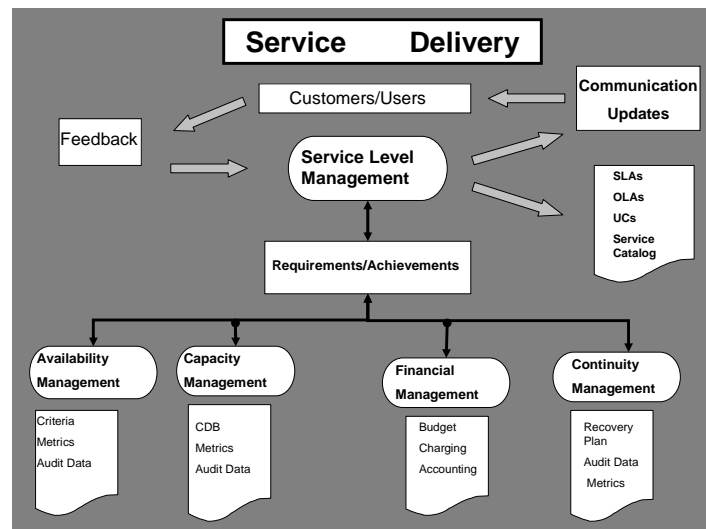 Service Delivery
Customers/Users
Communication
Updates
Feedback
Service Level
Management
SLAs
OLAs
UCs
Service
Catalog
Requirements/Achievements
Availability
Management
Capacity
Management
Financial
Management
Continuity
Management
Criteria
Metrics
Audit Data
CDB
Metrics
Audit Data
Budget
Charging
Accounting
Recovery
Plan
Audit Data
Metrics